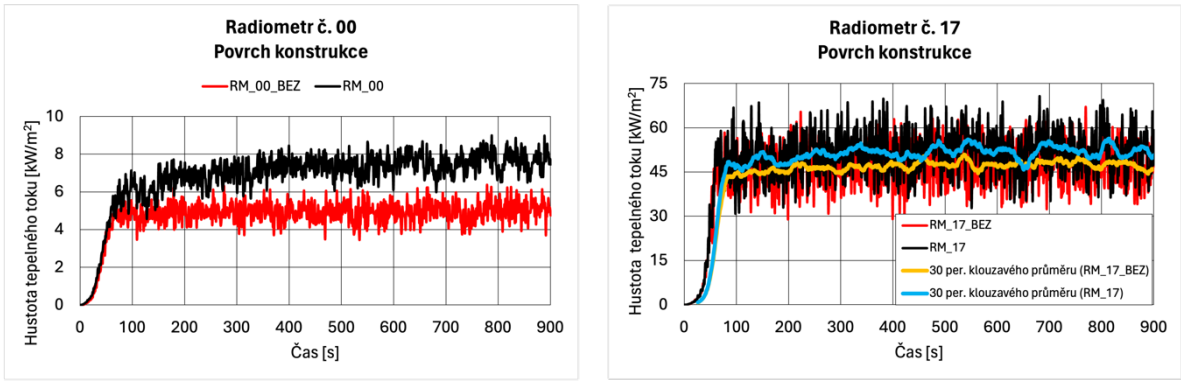 Radiometr č. 00
Povrch konstrukce
RM_00_BEZ RM_00
Hustota tepelného toku [kW/m²]
10
8
6
4
2
0
0 100 200 300 400 500 600 700 800 900
Čas [s]
Radiometr č. 17
Povrch konstrukce
Hustota tepelného toku [kW/m²]
75
60
45
30
15
0
RM_17_BEZ
RM_17
30 per. klouzavého průměru (RM_17_BEZ)
30 per. klouzavého průměru (RM_17)
0 100 200 300 400 500 600 700 800 900
Čas [s]